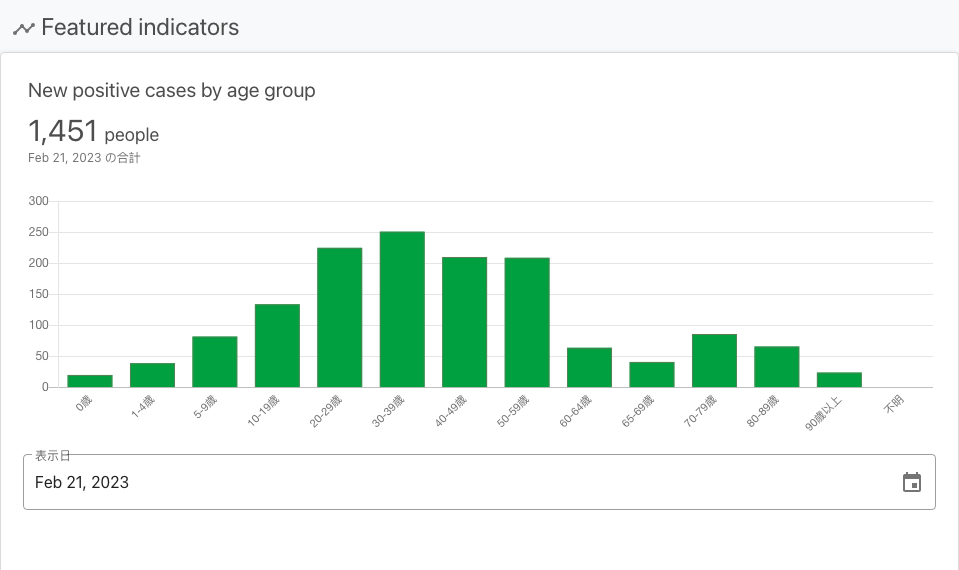 Featured indicators
New positive cases by age group
1,451 people
Feb 21, 2023 の合計
300
250
200
150
100
50
0
0歳
1-4歳
5-9歳
10-19歳
20-29歳
30-39歳
40-49歳
50-59歳
60-64歳
65-69歳
70-79歳
80-89歳
90歳以上
不明
表示日
Feb 21, 2023